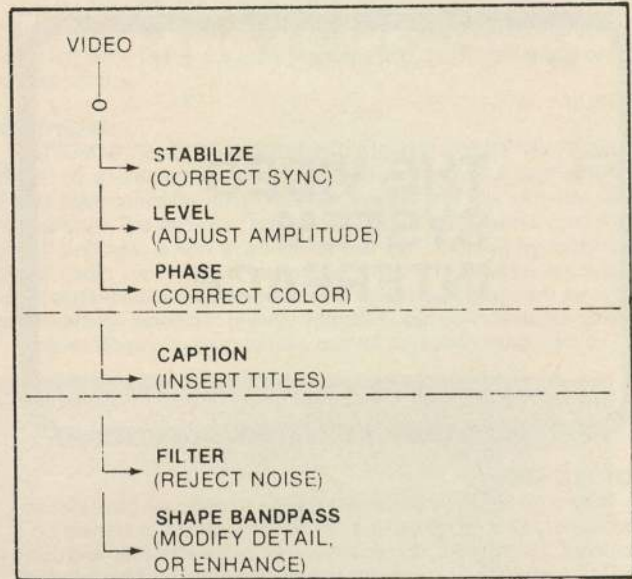 VIDEO
STABILIZE
(CORRECT SYNC)
LEVEL
(ADJUST AMPLITUDE)
PHASE
(CORRECT COLOR)
CAPTION
(INSERT TITLES)
FILTER
(REJECT NOISE)
SHAPE BANDPASS
(MODIFY DETAIL,
OR ENHANCE)